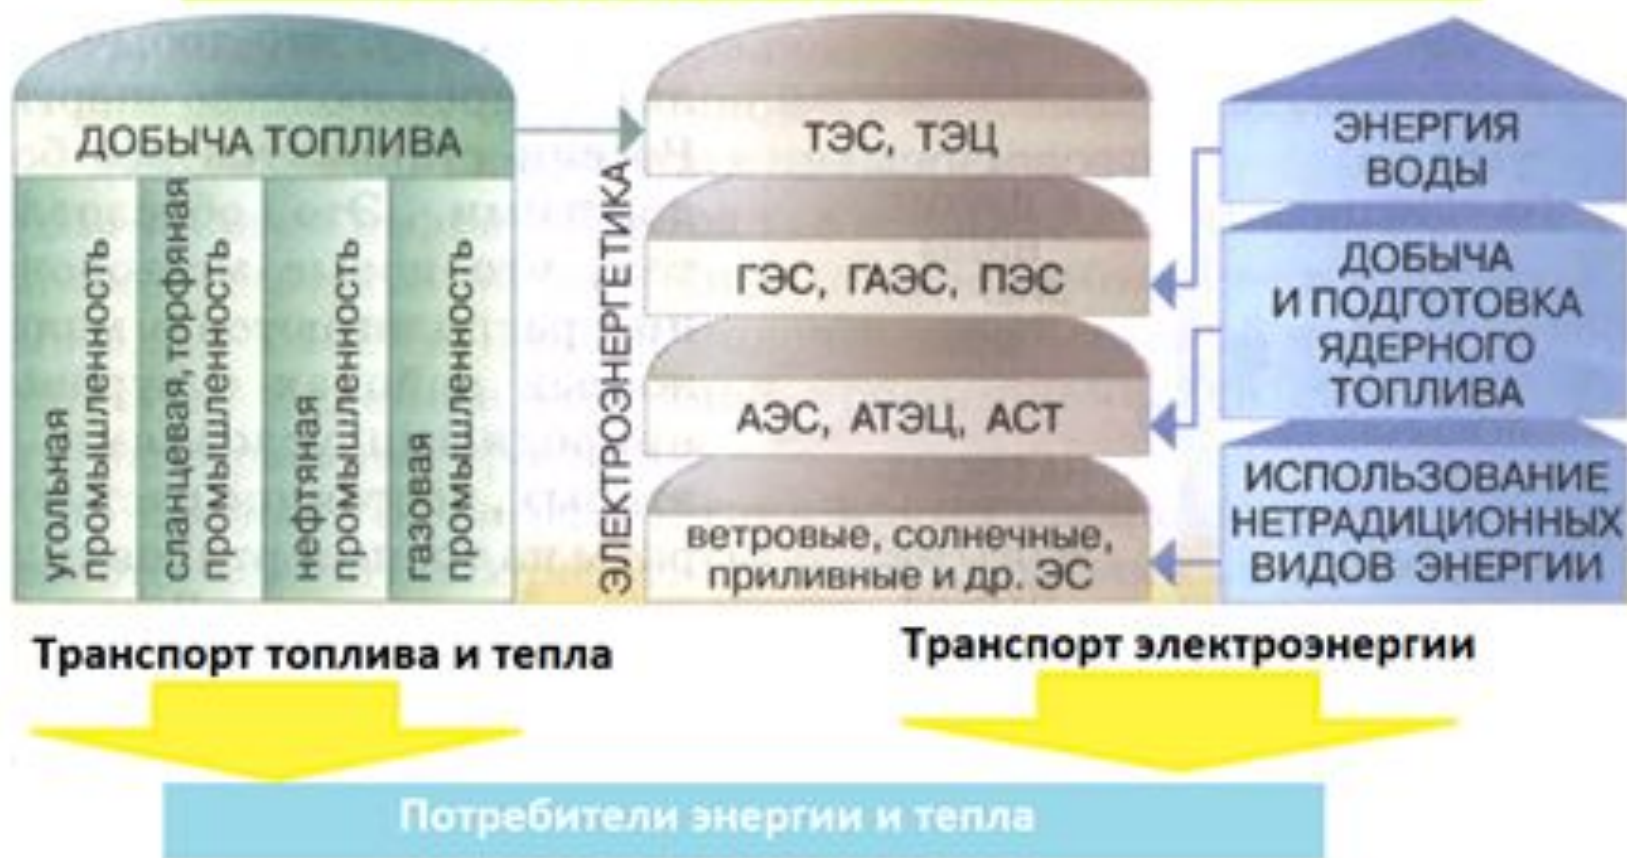 ДОБЫЧА ТОПЛИВА
угольная
промышленность
сланцевая, торфяная
промышленность
нефтяная
промышленность
газовая
промышленность
ЭЛЕКТРОЭНЕРГЕТИКА
ТЭС, ТЭЦ
ГЭС, ГАЭС, ПЭС
АЭС, АТЭЦ, АСТ
ветровые, солнечные,
приливные и др. ЭС
ЭНЕРГИЯ
ВОДЫ
ДОБЫЧА
И ПОДГОТОВКА
ЯДЕРНОГО
ТОПЛИВА
ИСПОЛЬЗОВАНИЕ
НЕТРАДИЦИОННЫХ
ВИДОВ ЭНЕРГИИ
Транспорт топлива и тепла
Транспорт электроэнергии
Потребители энергии и тепла